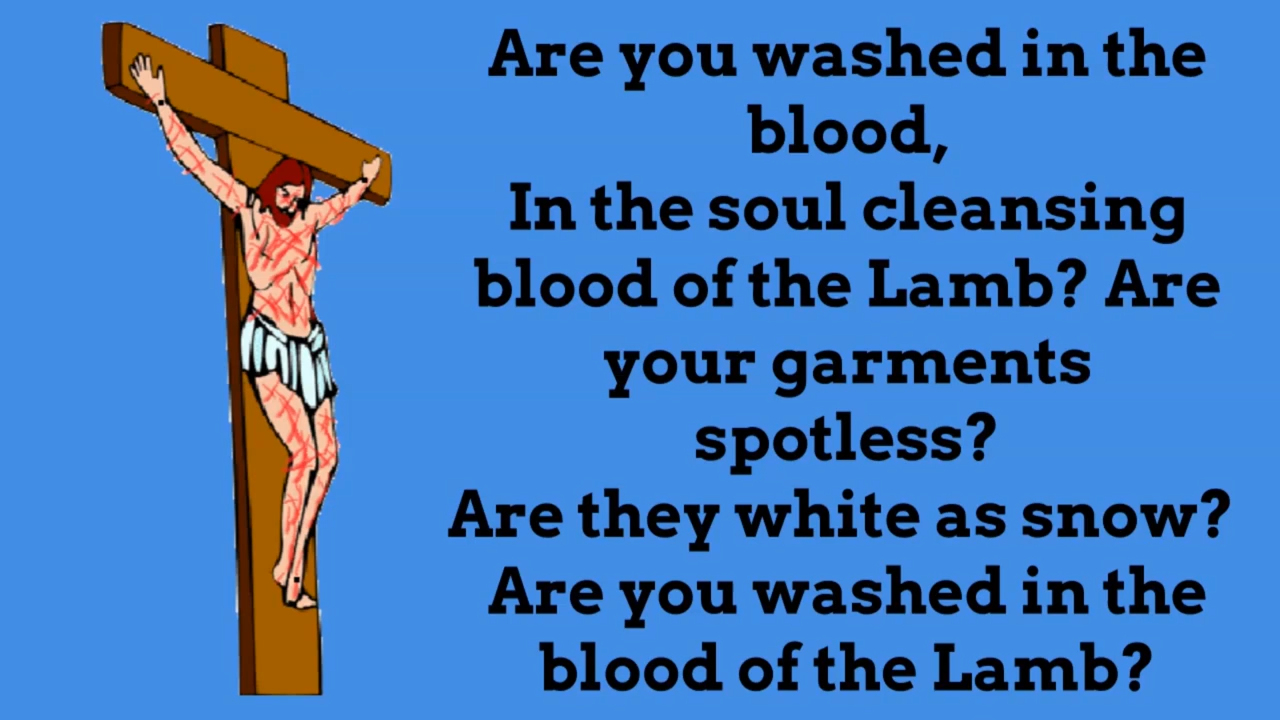 Are you washed in the
blood,
In the soul cleansing
blood of the Lamb? Are
your garments
spotless?
Are they white as snow?
Are you washed in the
blood of the Lamb?